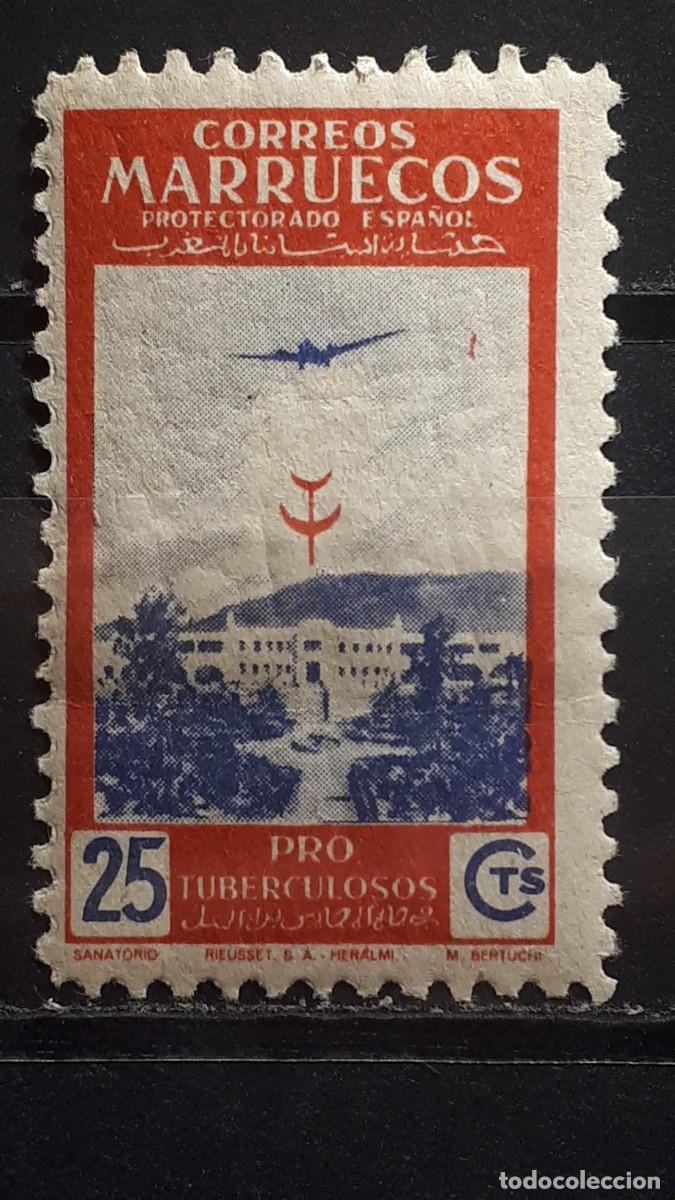 CORREOS
MARRUECOS
PROTECTORADO ESPAÑOL
25 PRO CTS
TUBERCULOSOS
SANATORIO RIEUSSET, S. A. - HERALMI. M. BERTUCHI
todocoleccion